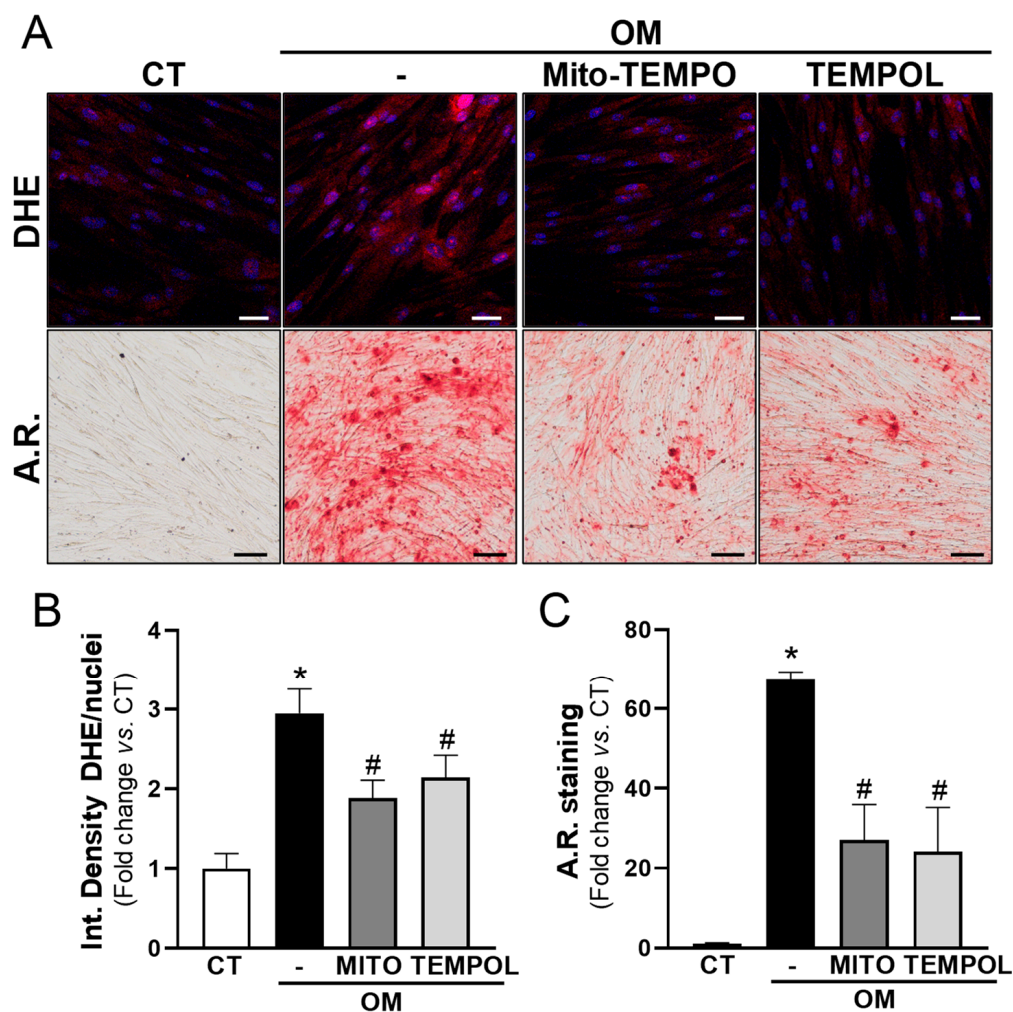 A
OM
CT
-
Mito-TEMPO
TEMPOL
DHE
A.R.
B
Int. Density DHE/nuclei
(Fold change vs. CT)
4
3
2
1
0
*
#
#
CT
-
MITO
TEMPOL
OM
C
A.R. staining
(Fold change vs. CT)
80
60
40
20
0
*
#
#
CT
-
MITO
TEMPOL
OM